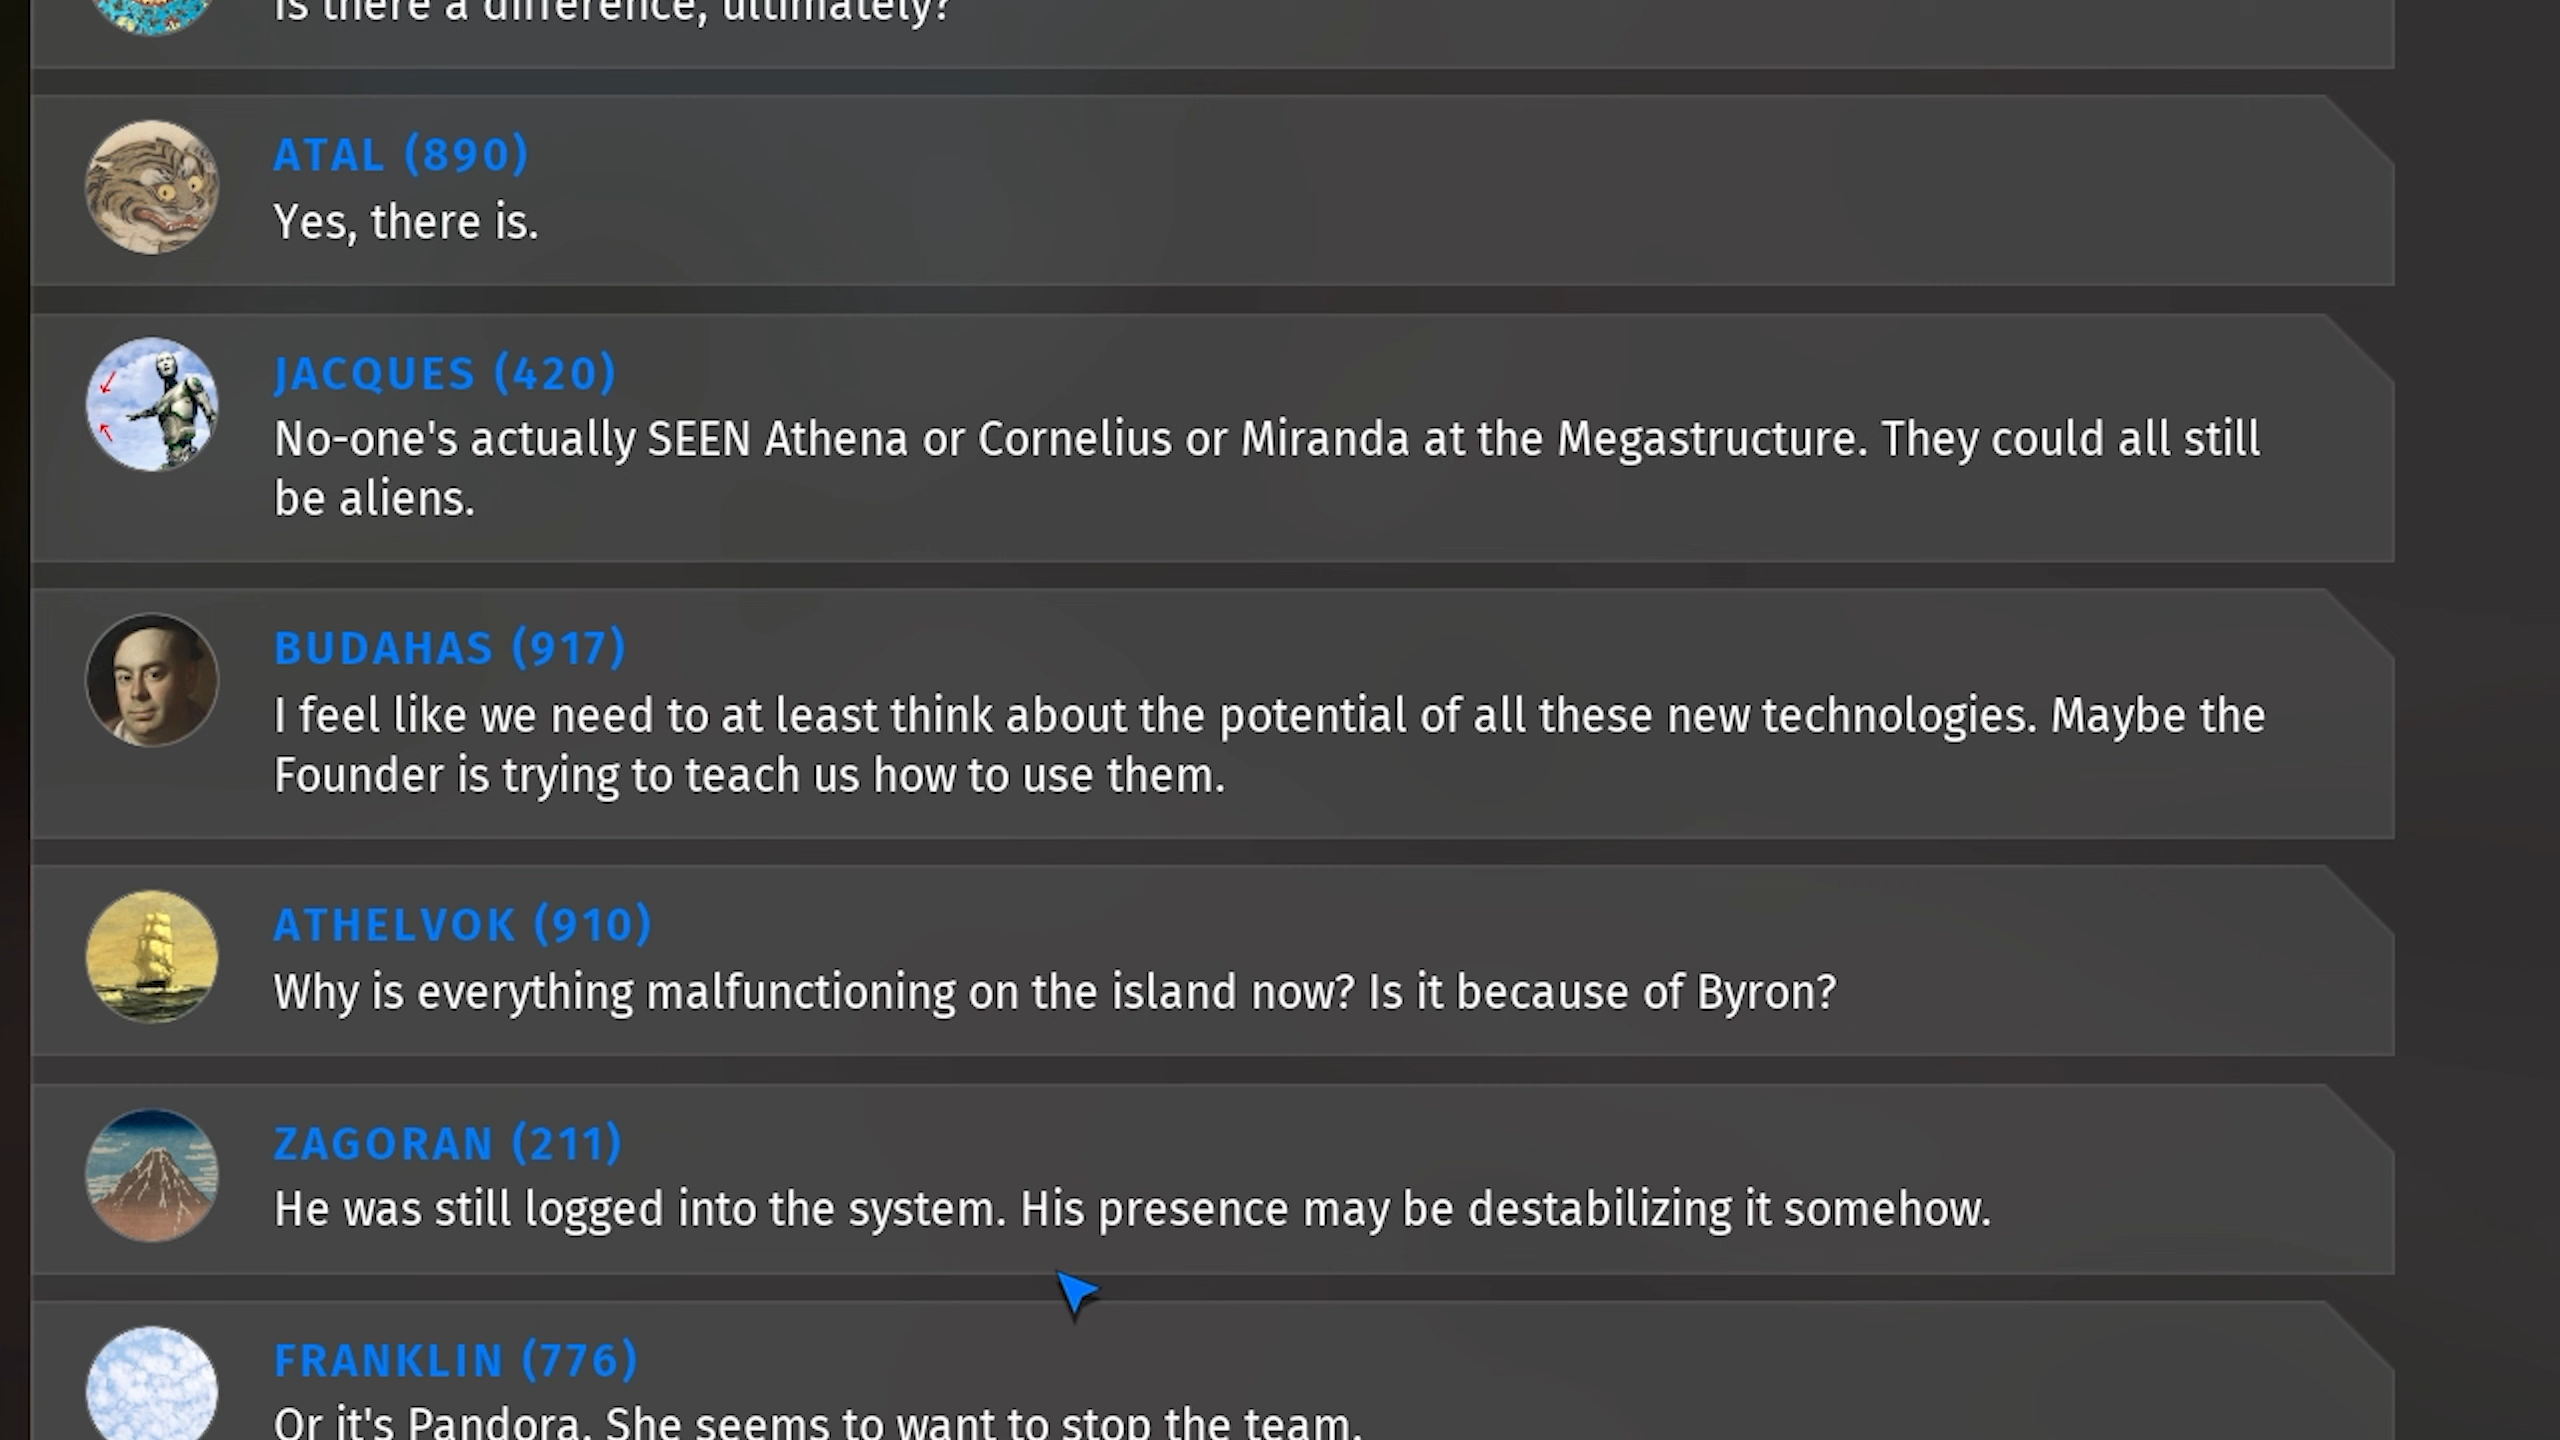 Is there a difference, ultimately?
ATAL (890)
Yes, there is.
JACQUES (420)
No-one's actually SEEN Athena or Cornelius or Miranda at the Megastructure. They could all still
be aliens.
BUDAHAS (917)
I feel like we need to at least think about the potential of all these new technologies. Maybe the
Founder is trying to teach us how to use them.
ATHELVOK (910)
Why is everything malfunctioning on the island now? Is it because of Byron?
ZAGORAN (211)
He was still logged into the system. His presence may be destabilizing it somehow.
FRANKLIN (776)
Or it's Pandora. She seems to want to stop the team.